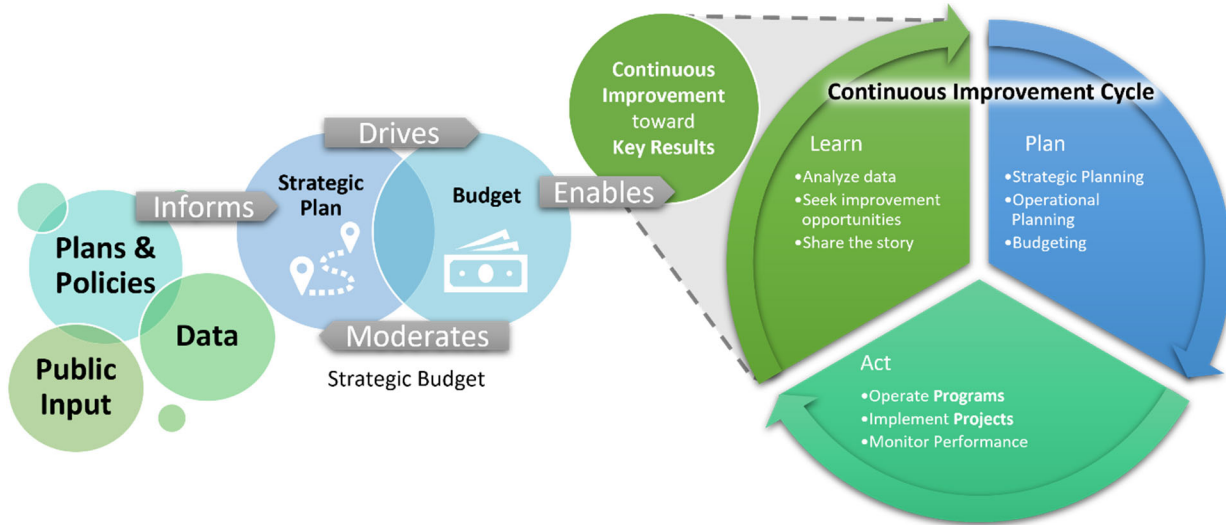 Plans &
Policies
Data
Public
Input
Informs
Strategic
Plan
Drives
Budget
Moderates
Strategic Budget
Enables
Continuous
Improvement
toward
Key Results
Continuous Improvement Cycle
Learn
•Analyze data
•Seek improvement
opportunities
•Share the story
Plan
•Strategic Planning
•Operational
Planning
•Budgeting
Act
•Operate Programs
•Implement Projects
•Monitor Performance